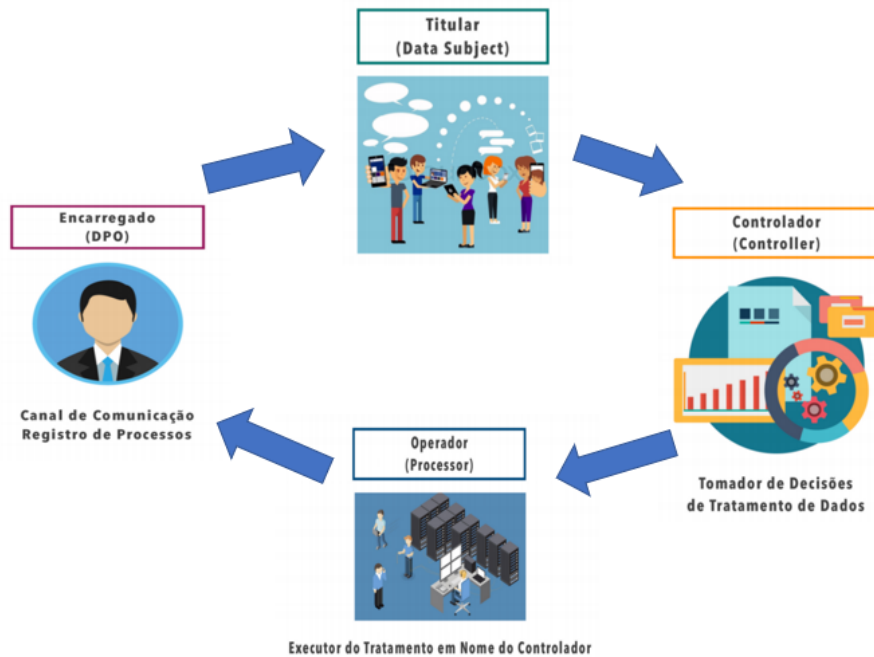 Titular
(Data Subject)
Encarregado
(DPO)
Controlador
(Controller)
Canal de Comunicação
Registro de Processos
Operador
(Processor)
Tomador de Decisões
de Tratamento de Dados
Executor do Tratamento em Nome do Controlador